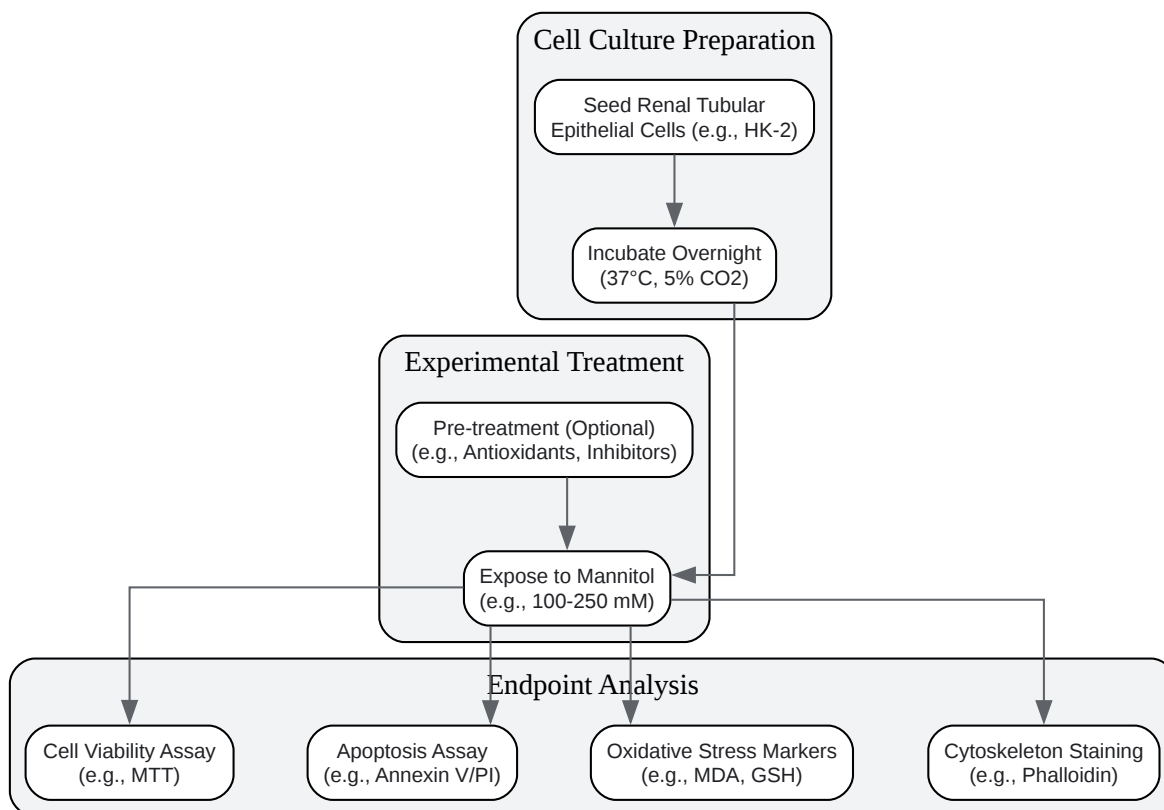 Cell Culture Preparation
Seed Renal Tubular
Epithelial Cells (e.g., HK-2)
Incubate Overnight
(37°C, 5% CO2)
Experimental Treatment
Pre-treatment (Optional)
(e.g., Antioxidants, Inhibitors)
Expose to Mannitol
(e.g., 100-250 mM)
Endpoint Analysis
Cell Viability Assay
(e.g., MTT)
Apoptosis Assay
(e.g., Annexin V/PI)
Oxidative Stress Markers
(e.g., MDA, GSH)
Cytoskeleton Staining
(e.g., Phalloidin)